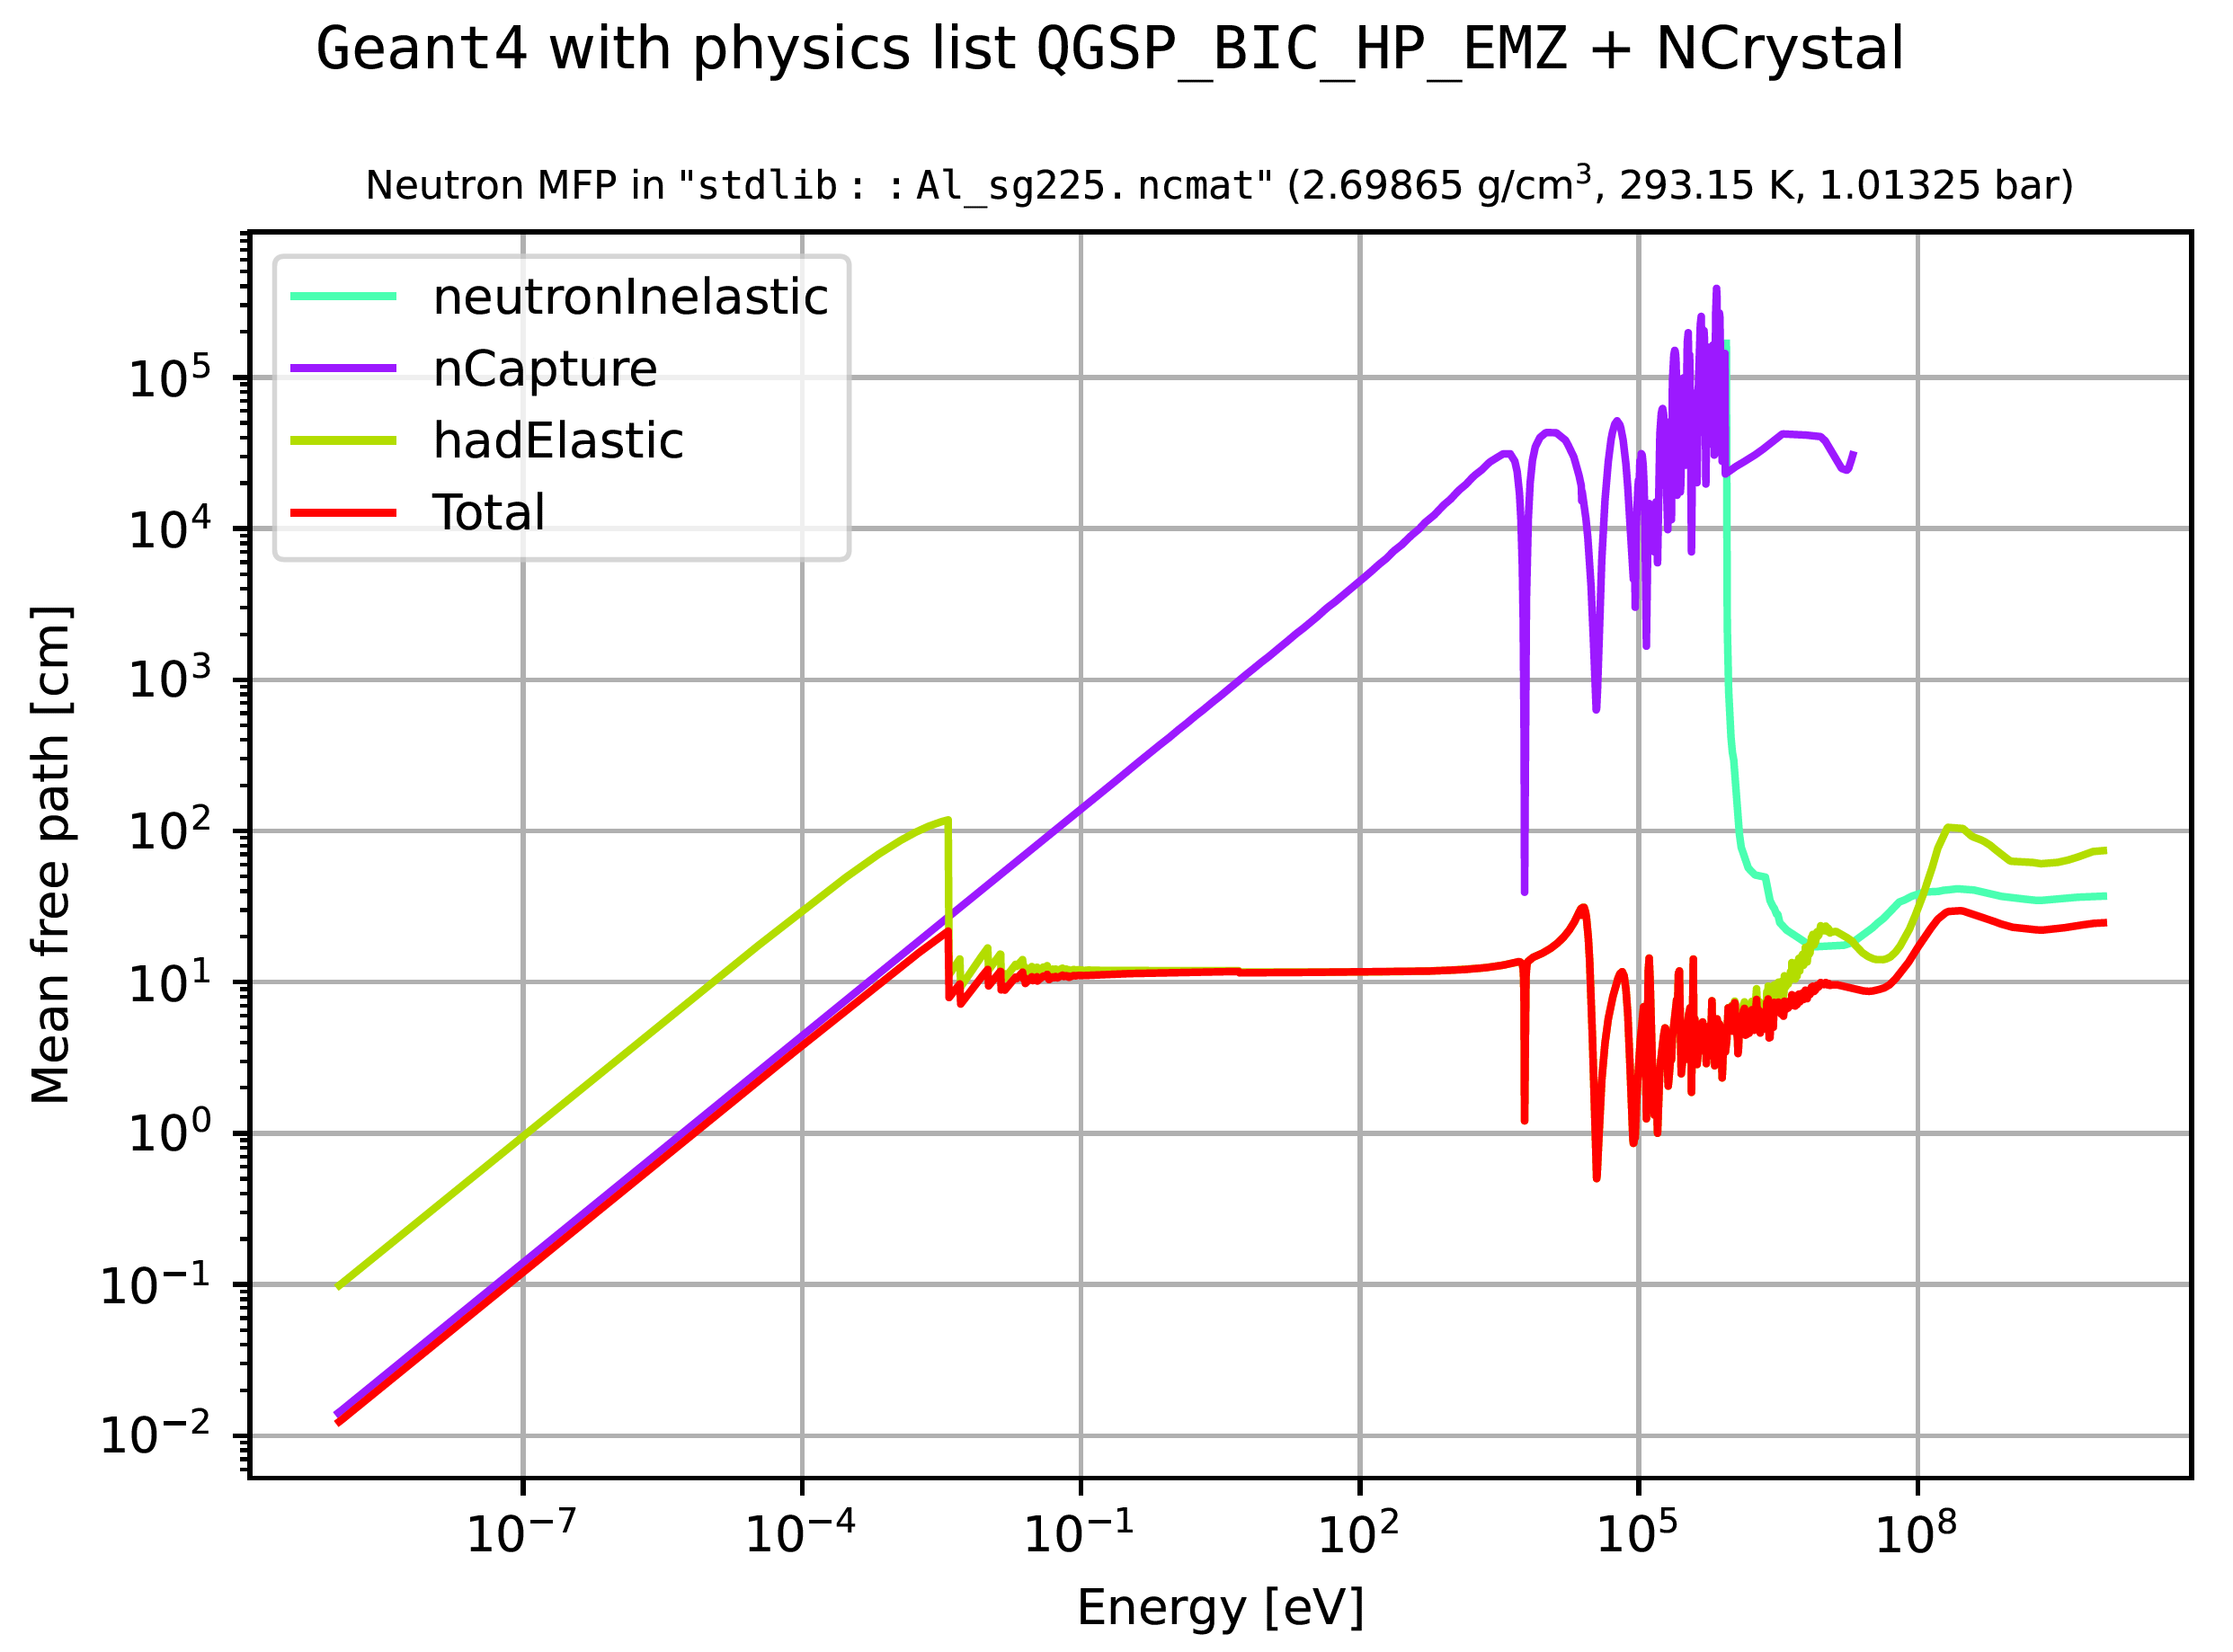 Geant4 with physics list QGSP_BIC_HP_EMZ + NCrystal
Neutron MFP in "stdlib::Al_sg225.ncmat" (2.69865 g/cm³, 293.15 K, 1.01325 bar)
neutronInelastic
nCapture
hadElastic
Total
Mean free path [cm]
10⁵
10⁴
10³
10²
10¹
10⁰
10⁻¹
10⁻²
10⁻⁷ 10⁻⁴ 10⁻¹ 10² 10⁵ 10⁸
Energy [eV]